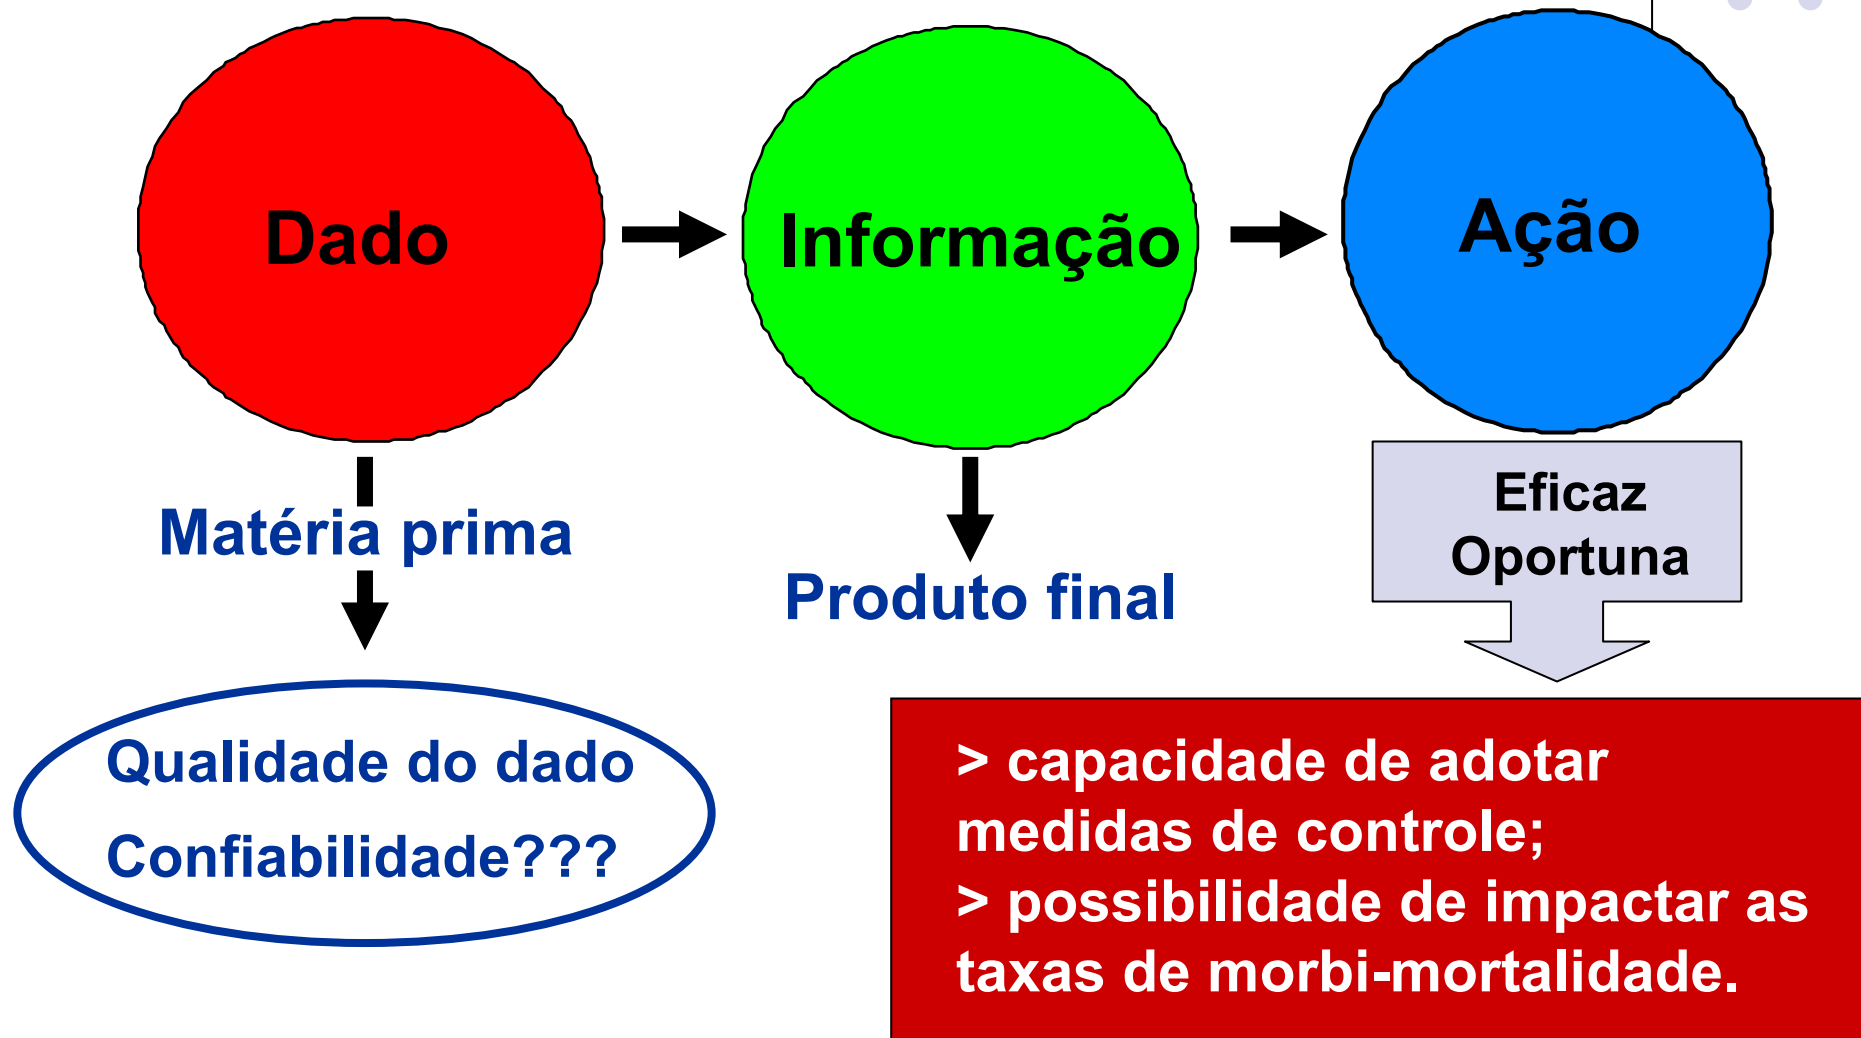 Dado
Informação
Ação
Matéria prima
Produto final
Eficaz
Oportuna
Qualidade do dado
Confiabilidade???
> capacidade de adotar
medidas de controle;
> possibilidade de impactar as
taxas de morbi-mortalidade.